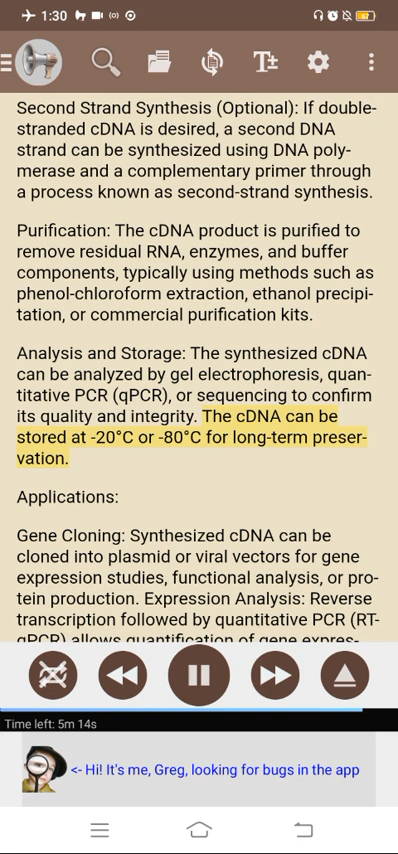 1:30
Second Strand Synthesis (Optional): If double-
stranded cDNA is desired, a second DNA
strand can be synthesized using DNA poly-
merase and a complementary primer through
a process known as second-strand synthesis.
Purification: The cDNA product is purified to
remove residual RNA, enzymes, and buffer
components, typically using methods such as
phenol-chloroform extraction, ethanol precipi-
tation, or commercial purification kits.
Analysis and Storage: The synthesized cDNA
can be analyzed by gel electrophoresis, quan-
titative PCR (qPCR), or sequencing to confirm
its quality and integrity. The cDNA can be
stored at -20°C or -80°C for long-term preser-
vation.
Applications:
Gene Cloning: Synthesized cDNA can be
cloned into plasmid or viral vectors for gene
expression studies, functional analysis, or pro-
tein production. Expression Analysis: Reverse
transcription followed by quantitative PCR (RT-
qPCR) allows quantification of gene expres-
Time left: 5m 14s
<- Hi! It's me, Greg, looking for bugs in the app